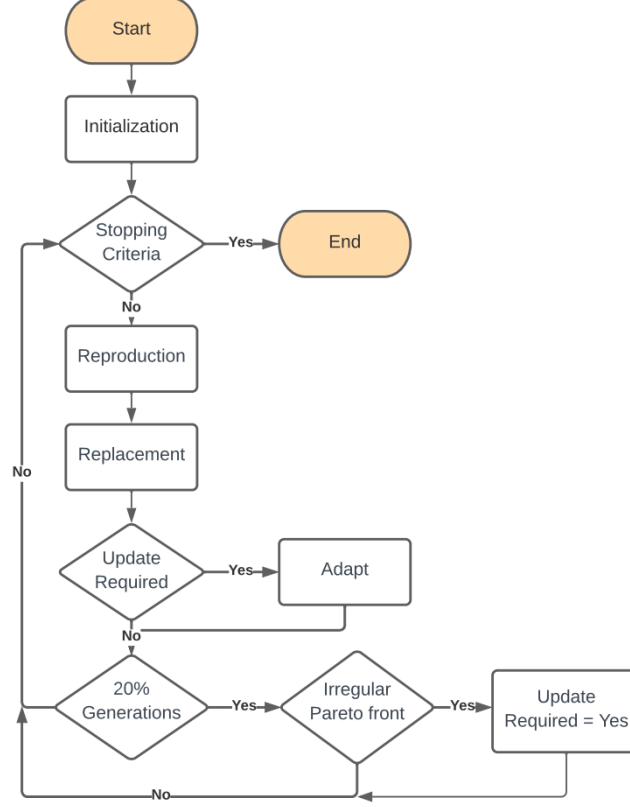 Start
Initialization
Stopping
Criteria
Yes
End
No
Reproduction
Replacement
No
Update
Required
Yes
Adapt
No
20%
Generations
Yes
Irregular
Pareto front
Yes
Update
Required = Yes
No